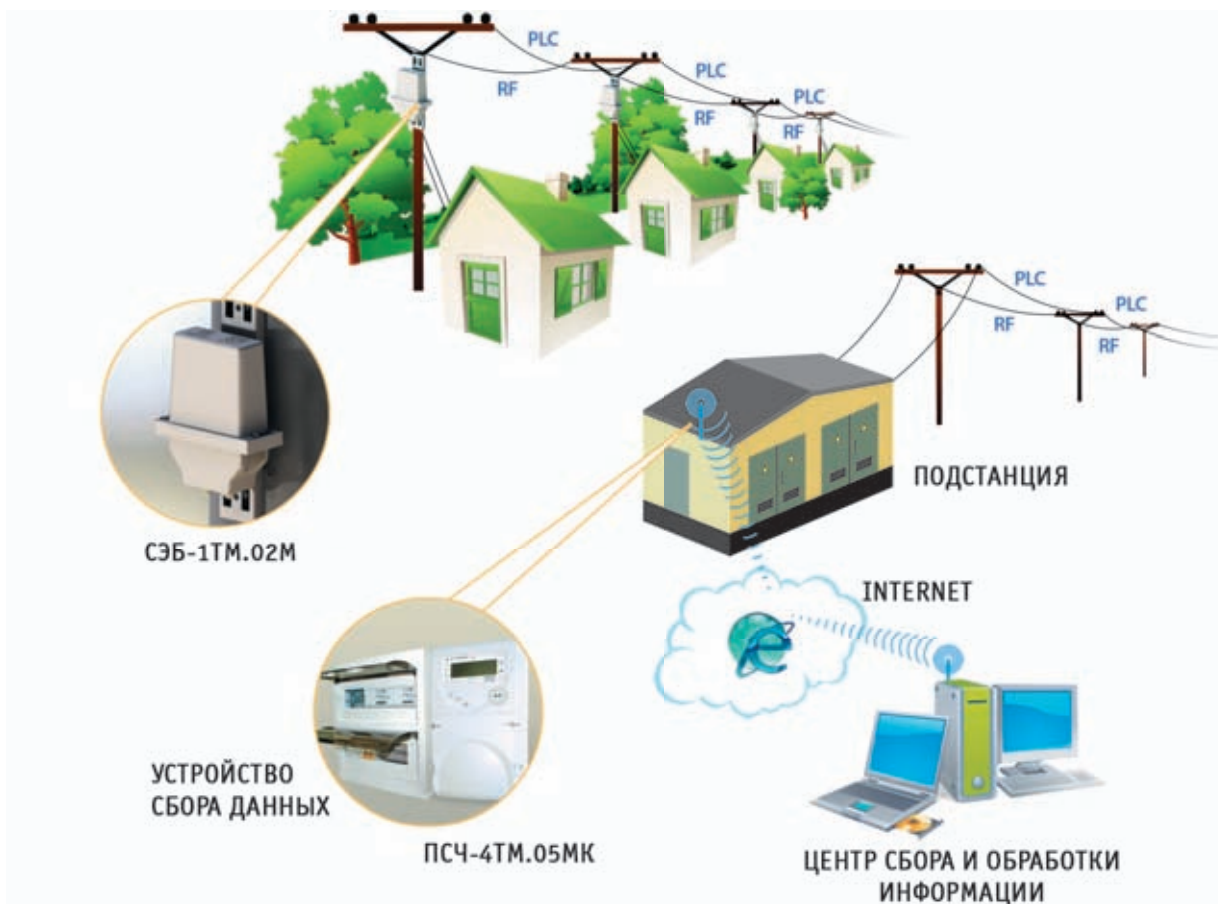 PLC
RF
PLC
RF
PLC
RF
PLC
RF
PLC
RF
ПОДСТАНЦИЯ
СЭБ-1ТМ.02М
INTERNET
УСТРОЙСТВО
СБОРА ДАННЫХ
ПСЧ-4ТМ.05МК
ЦЕНТР СБОРА И ОБРАБОТКИ
ИНФОРМАЦИИ